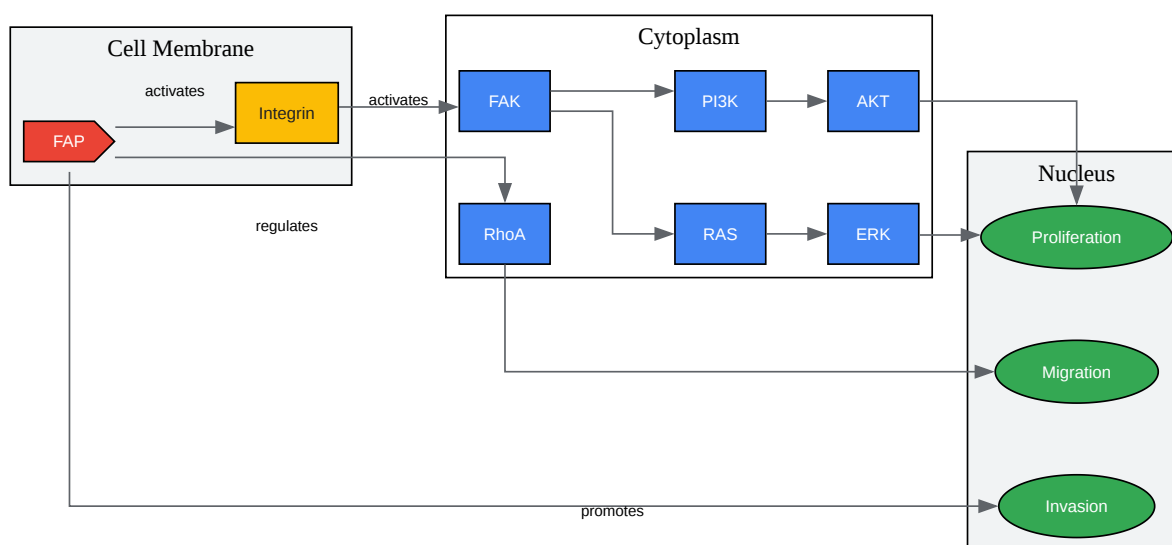 Cell Membrane
Cytoplasm
activates
Integrin
activates
FAK
PI3K
AKT
FAP
Nucleus
regulates
RhoA
RAS
ERK
Proliferation
Migration
Invasion
promotes